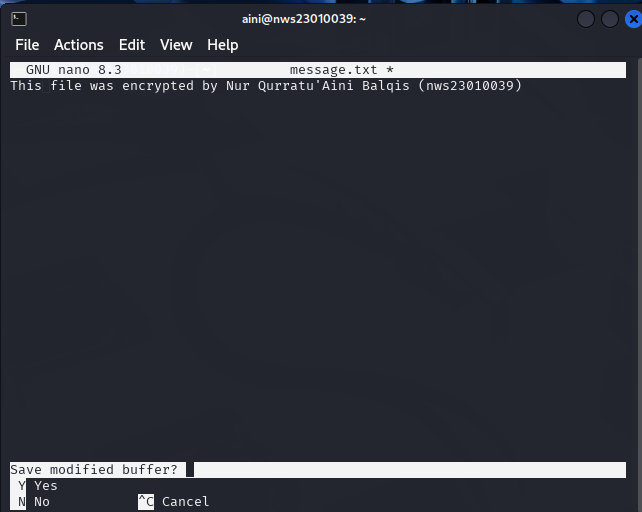 aini@nws23010039: ~
File Actions Edit View Help
GNU nano 8.3 message.txt *
This file was encrypted by Nur Qurratu'Aini Balqis (nws23010039)
Save modified buffer?
Y Yes
N No ^C Cancel